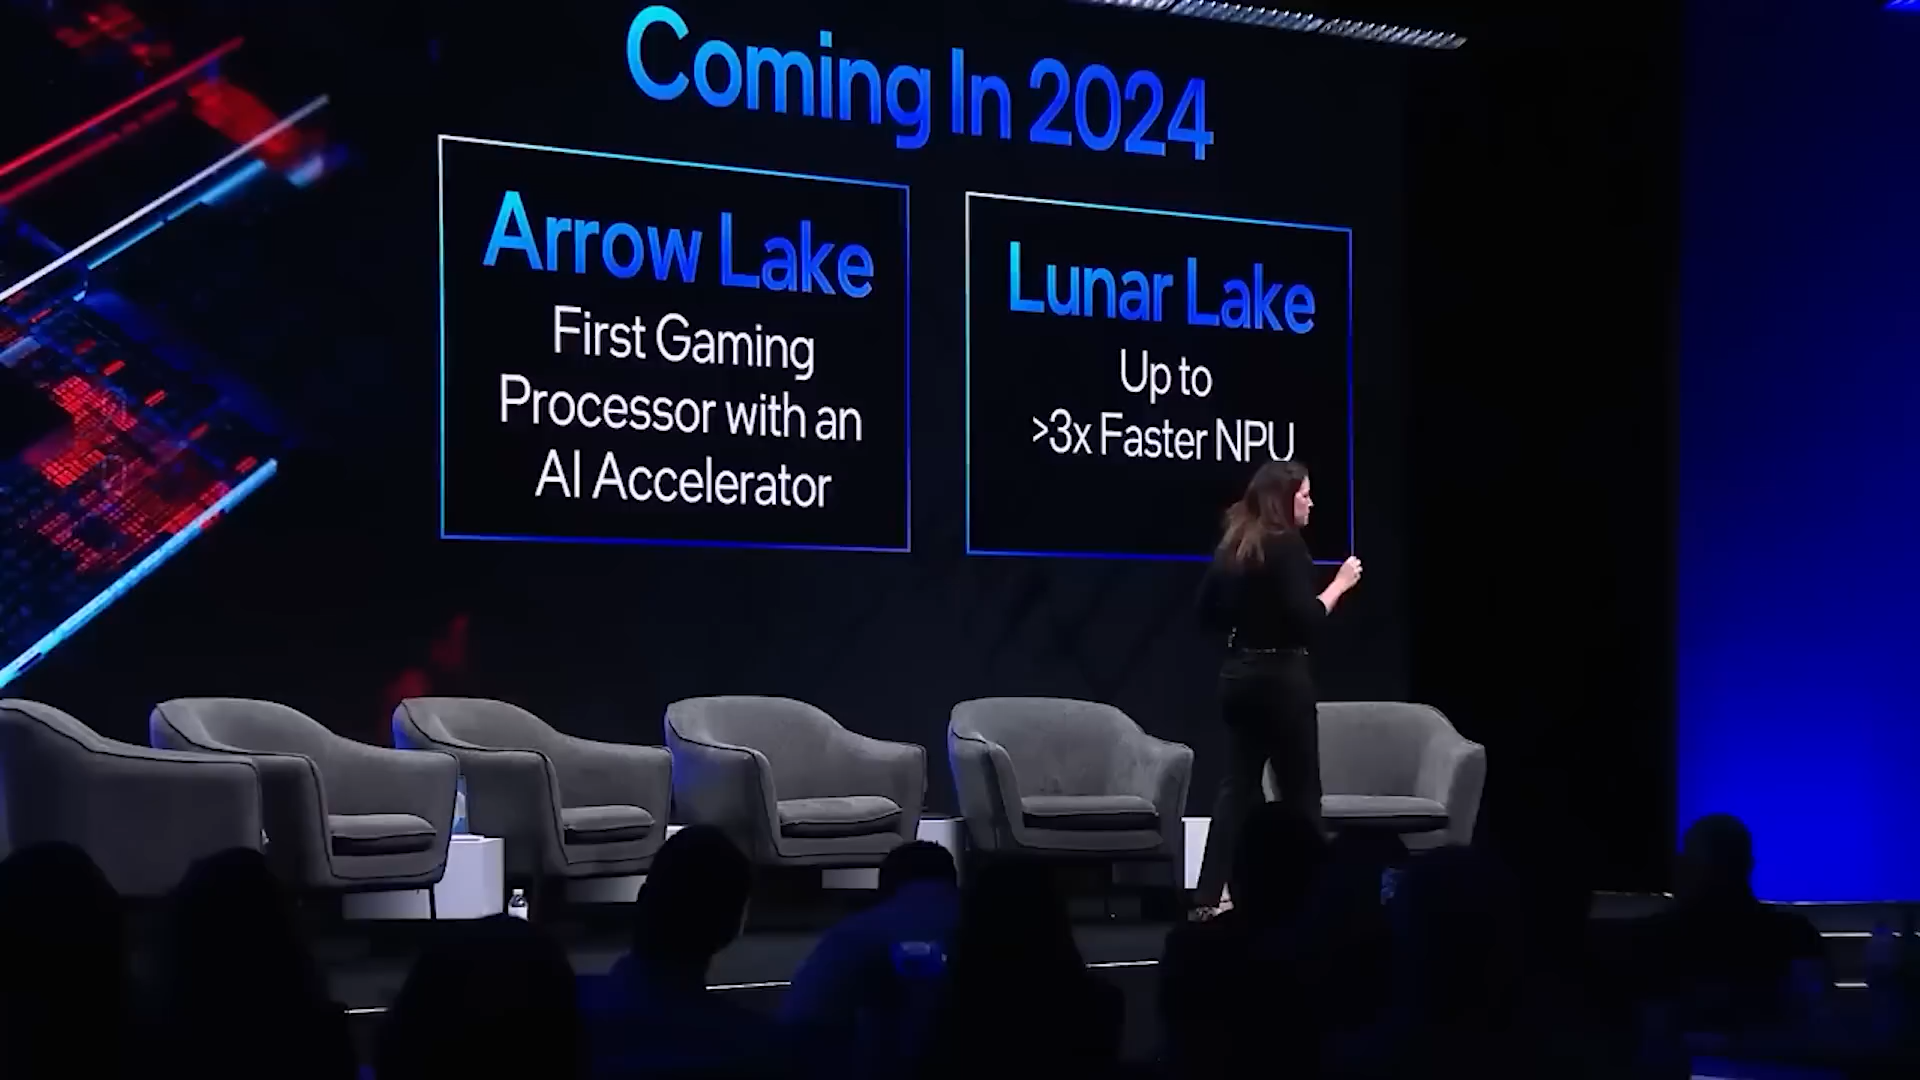 Coming In 2024
Arrow Lake
First Gaming
Processor with an
AI Accelerator
Lunar Lake
Up to
>3x Faster NPU